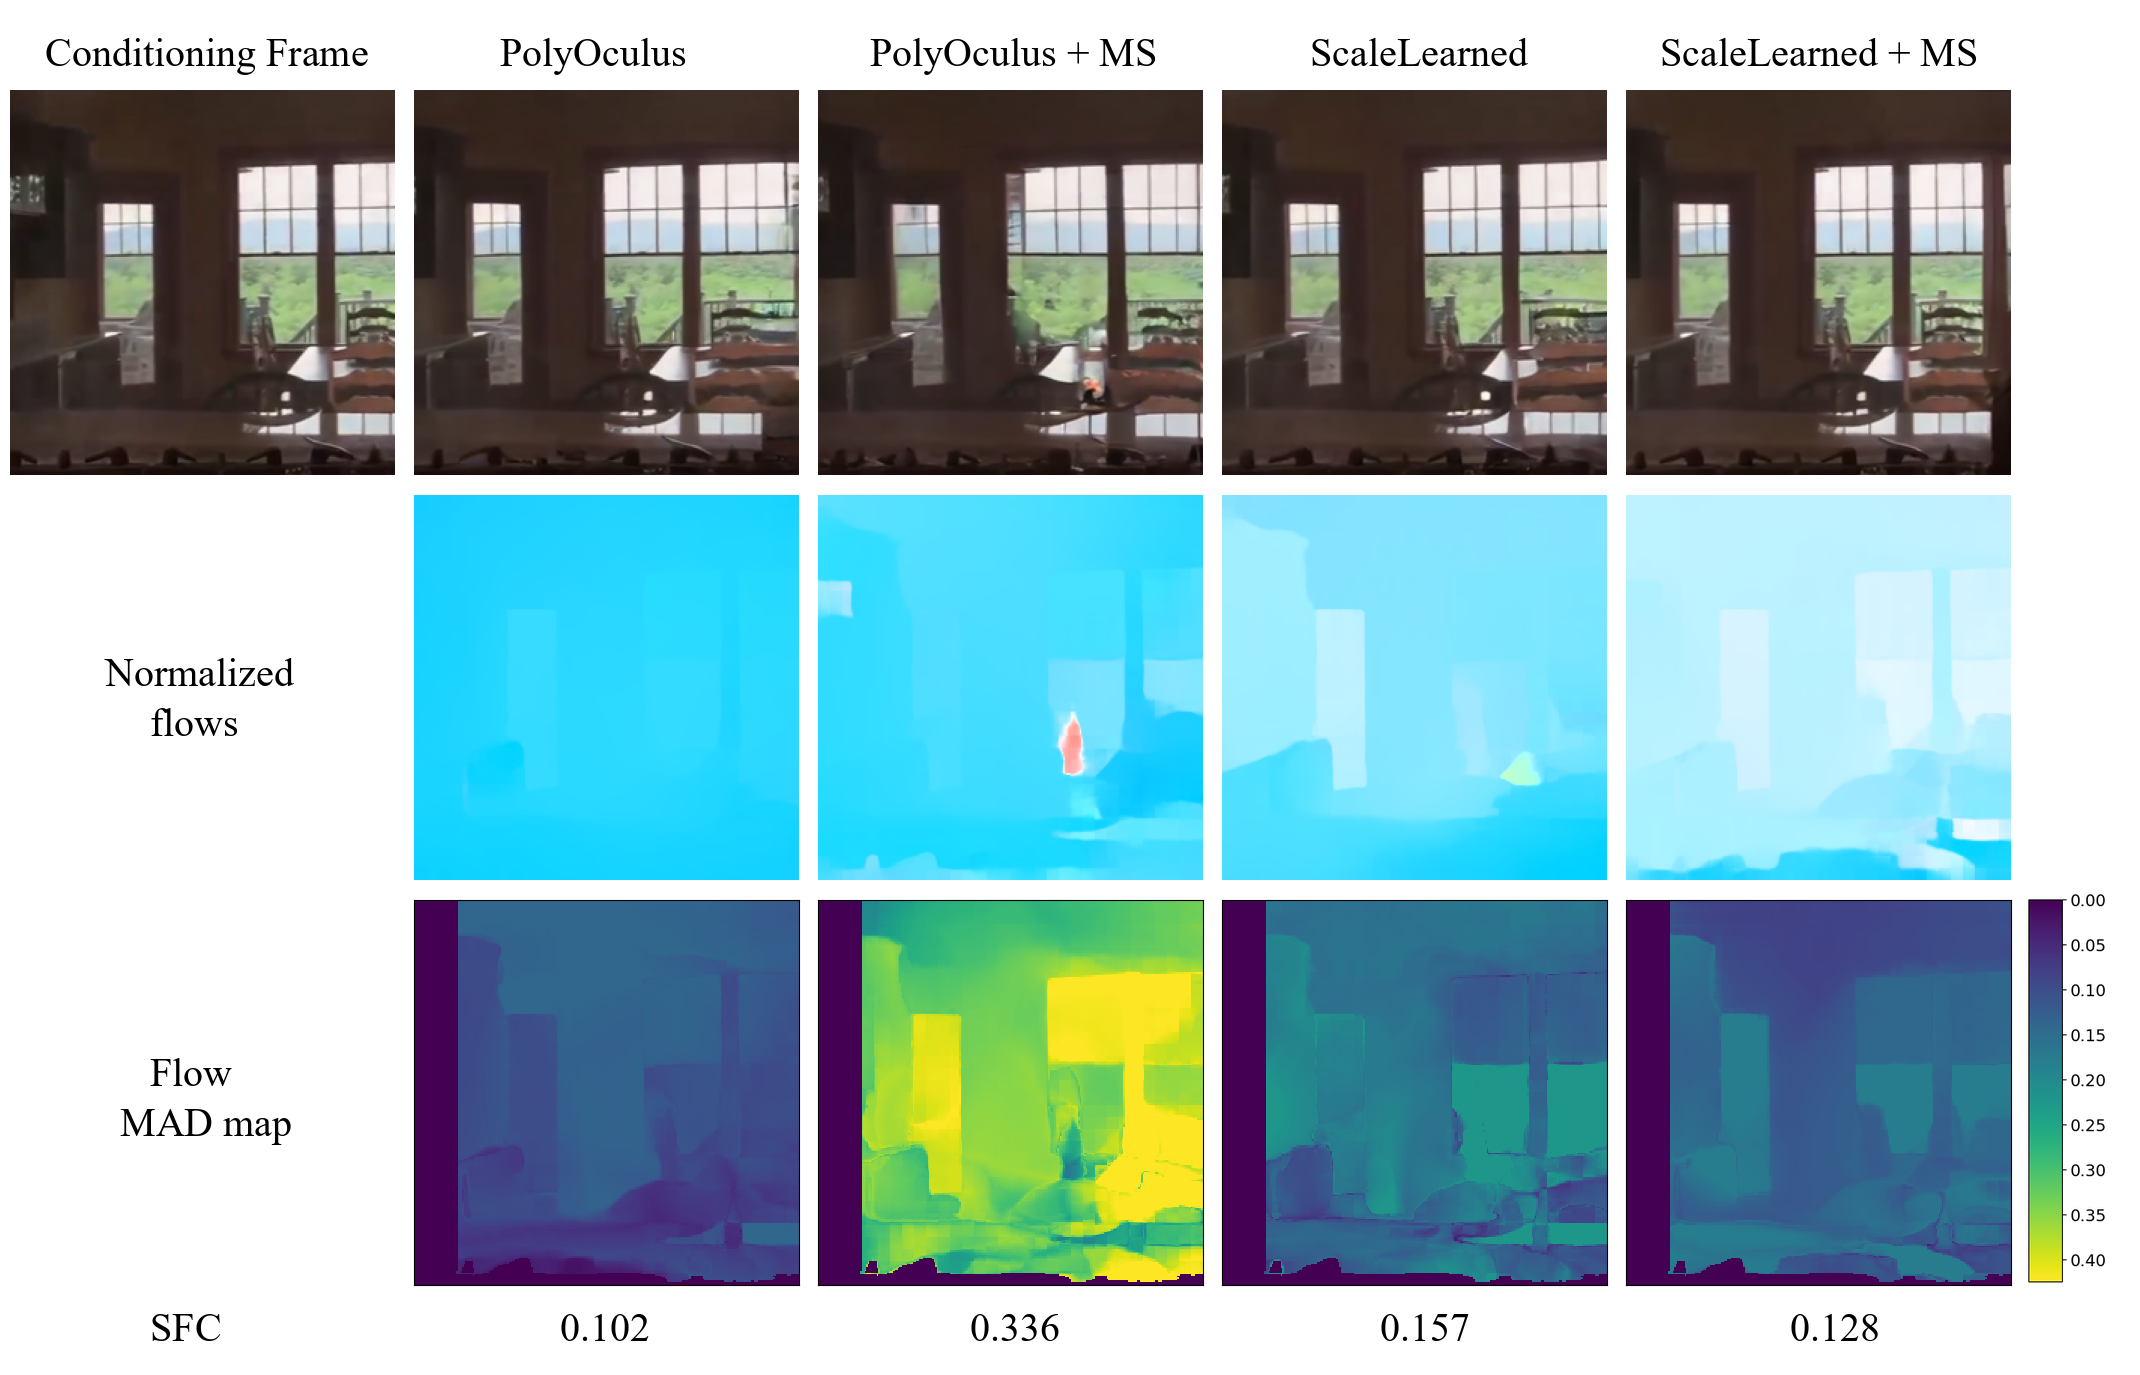 Conditioning Frame PolyOculus PolyOculus + MS ScaleLearned ScaleLearned + MS
Normalized
flows
Flow
MAD map
0.00
0.05
0.10
0.15
0.20
0.25
0.30
0.35
0.40
SFC 0.102 0.336 0.157 0.128